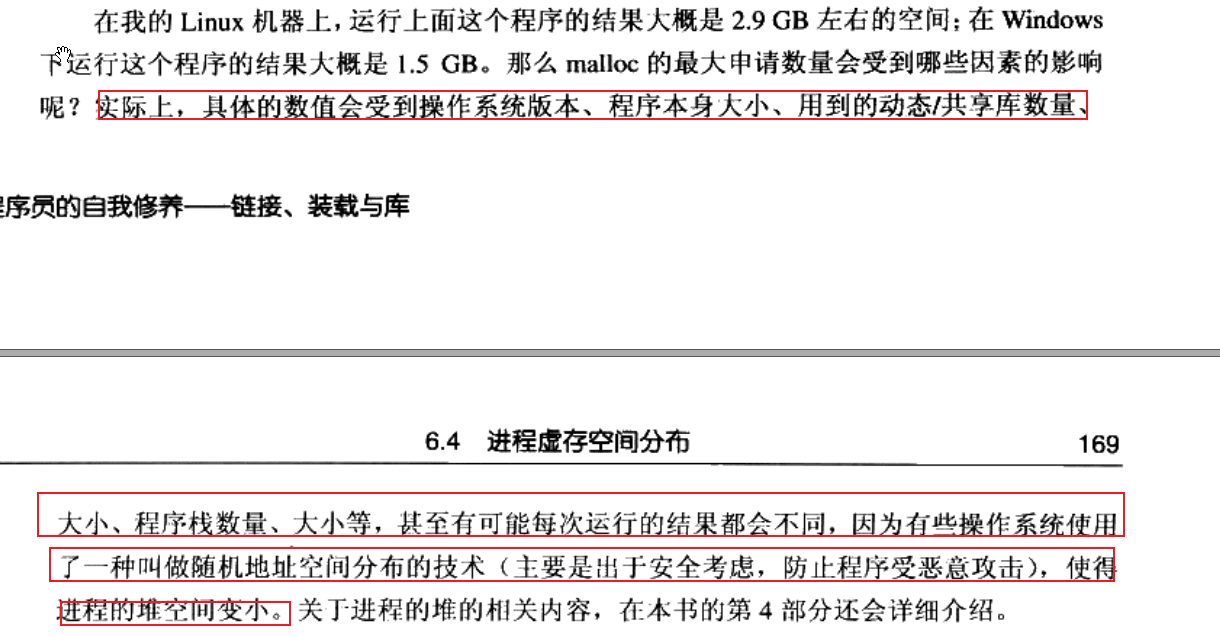 在我的 Linux 机器上，运行上面这个程序的结果大概是 2.9 GB 左右的空间；在 Windows
下运行这个程序的结果大概是 1.5 GB。那么 malloc 的最大申请数量会受到哪些因素的影响
呢？实际上，具体的数值会受到操作系统版本、程序本身大小、用到的动态/共享库数量、
程序员的自我修养——链接、装载与库
6.4 进程虚存空间分布 169
大小、程序栈数量、大小等，甚至有可能每次运行的结果都会不同，因为有些操作系统使用
了一种叫做随机地址空间分布的技术（主要是出于安全考虑，防止程序受恶意攻击），使得
进程的堆空间变小。关于进程的堆的相关内容，在本书的第 4 部分还会详细介绍。